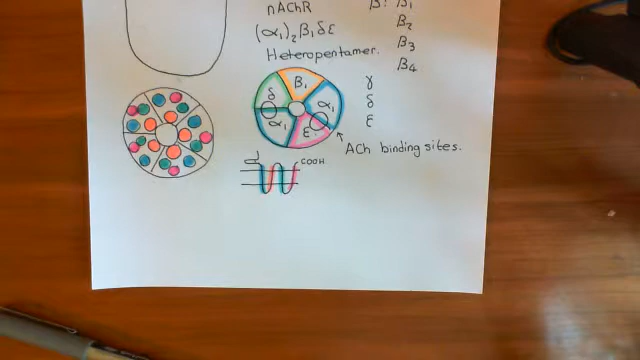 nAChR
(α₁)₂β₁δε
Heteropentamer.
β₁
β₂
β₃
β₄
γ
δ
ε
β₁
δ
α₁
α₁
ε
ACh binding sites.
COOH